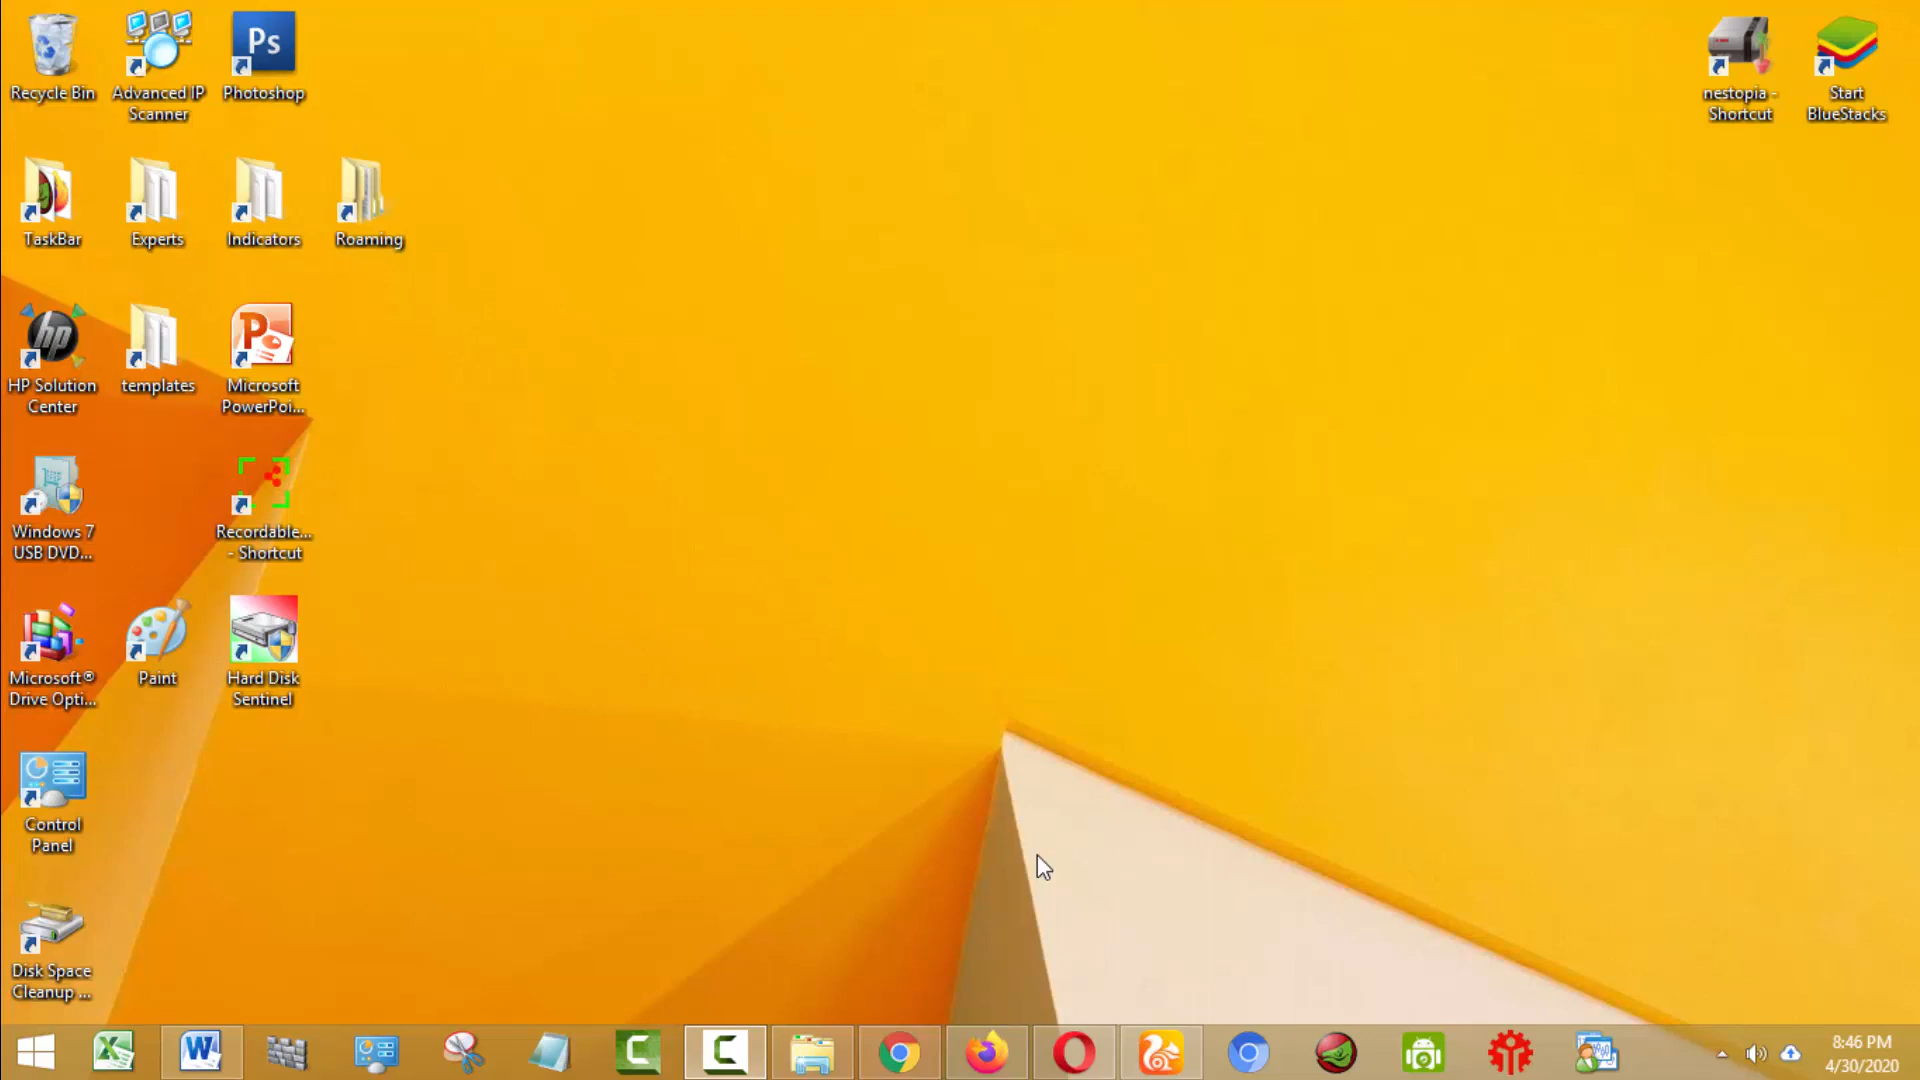 Recycle Bin
Advanced IP
Scanner
Ps
Photoshop
nestopia -
Shortcut
Start
BlueStacks
TaskBar
Experts
Indicators
Roaming
hp
HP Solution
Center
templates
P
Microsoft
PowerPoi...
Windows 7
USB DVD...
Recordable...
- Shortcut
Microsoft®
Drive Opti...
Paint
Hard Disk
Sentinel
Control
Panel
Disk Space
Cleanup ...
8:46 PM
4/30/2020